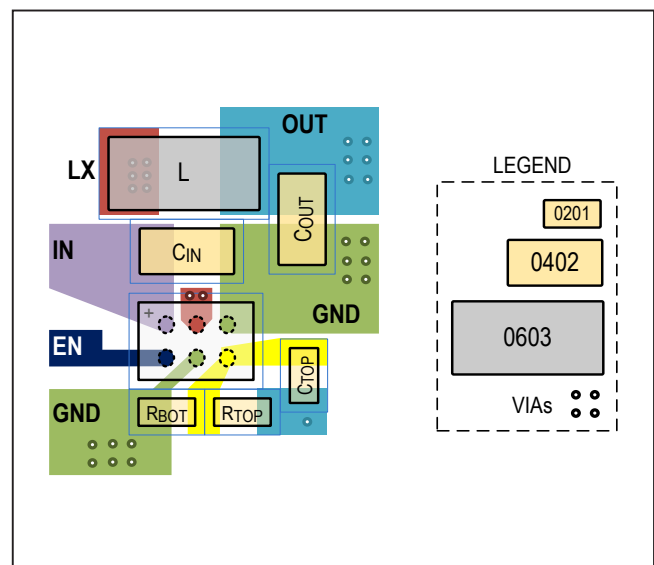 OUT
LX
L
COUT
IN
CIN
GND
+
EN
CTOP
GND
RBOT
RTOP
LEGEND
0201
0402
0603
VIAs